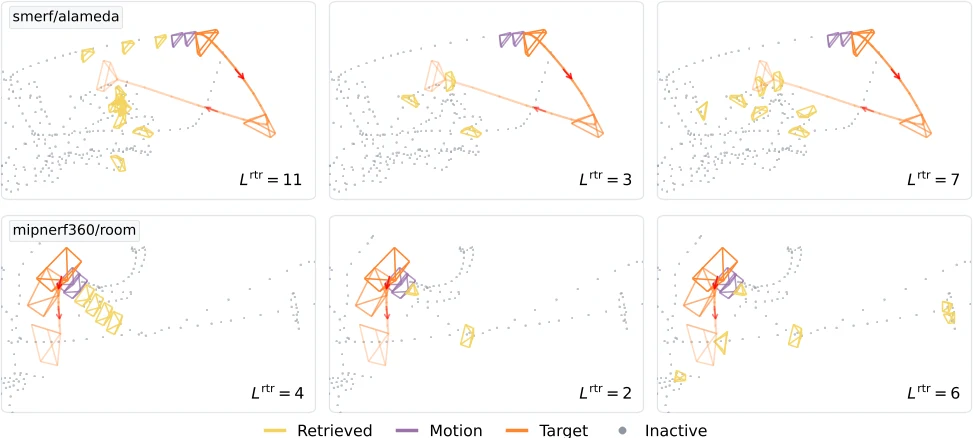 smerf/alameda
L^rtr = 11
L^rtr = 3
L^rtr = 7
mipnerf360/room
L^rtr = 4
L^rtr = 2
L^rtr = 6
Retrieved Motion Target Inactive